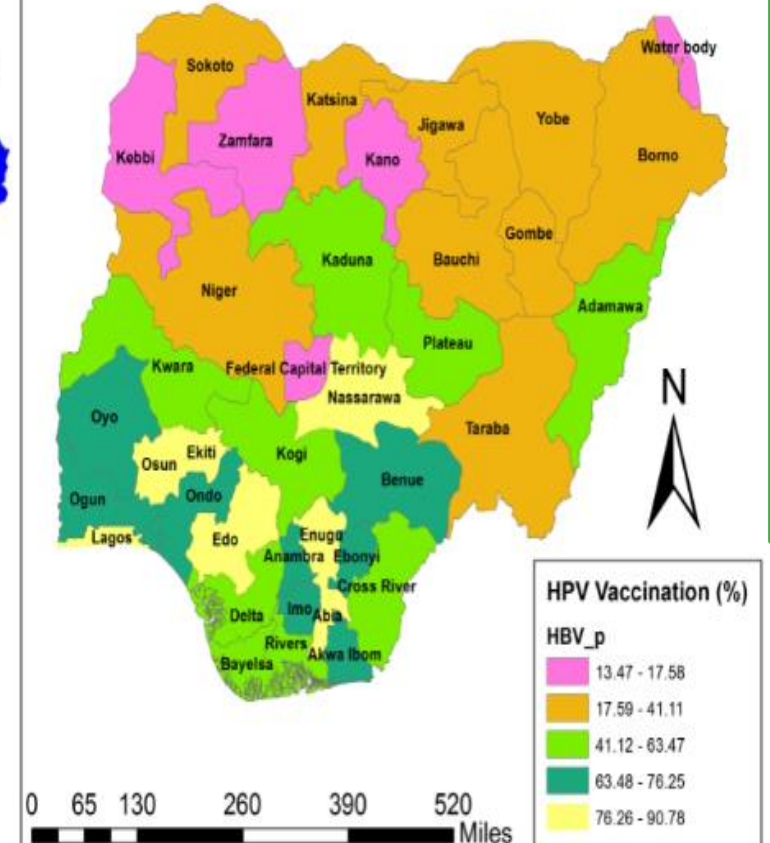 Water body
Sokoto
Katsina
Yobe
Jigawa
Zamfara
Kebbi
Kano
Borno
Gombe
Kaduna
Bauchi
Niger
Adamawa
Plateau
Kwara
Federal Capital Territory
Nassarawa
N
Oyo
Taraba
Kogi
Ekiti
Osun
Benue
Ogun
Ondo
Lagos
Edo
Enugu
Anambra
Ebonyi
Cross River
Delta
Imo
Abia
Rivers
Akwa Ibom
Bayelsa
HPV Vaccination (%)
HBV_p
13.47 - 17.58
17.59 - 41.11
41.12 - 63.47
63.48 - 76.25
76.26 - 90.78
0 65 130 260 390 520
Miles